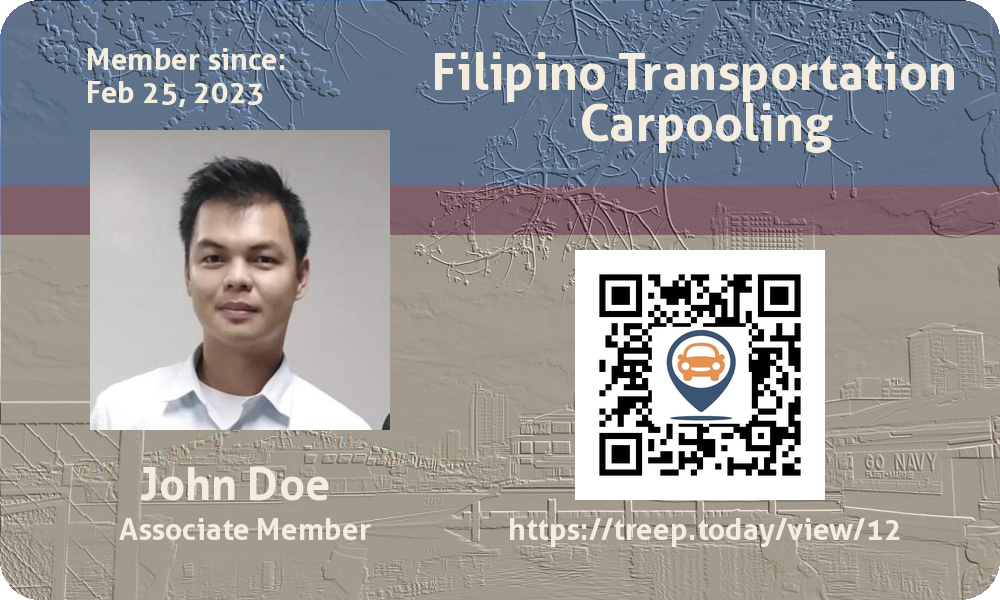 Member since:
Feb 25, 2023
Filipino Transportation
Carpooling
John Doe
Associate Member
GO NAVY
https://treep.today/view/12